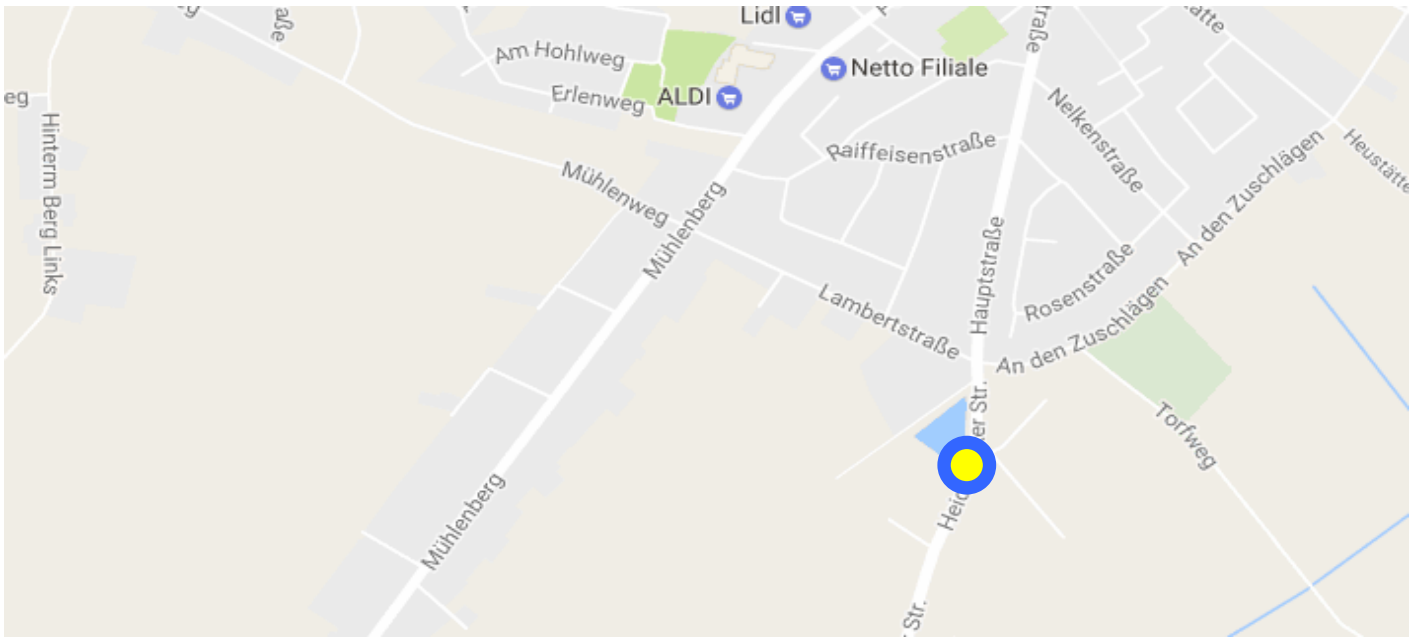 Lidl
Netto Filiale
Am Hohlweg
Erlenweg
ALDI
Hinterm Berg Links
Raiffeisenstraße
Nelkenstraße
Heustätte
Mühlenweg
Mühlenberg
An den Zuschlägen
Hauptstraße
Rosenstraße
Lambertstraße
An den Zuschlägen
Torfweg
Mühlenberg
Str.